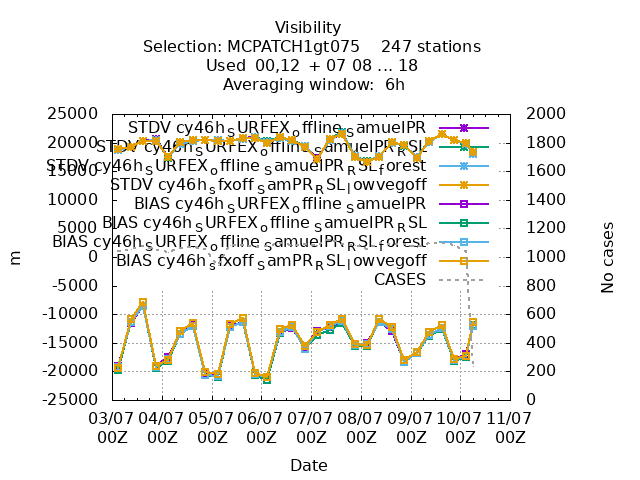 Visibility
Selection: MCPATCH1gt075    247 stations
Used 00,12 + 07 08 ... 18
Averaging window: 6h
25000 STDV cy46h_SURFEX_offline_samuelPR 2000
20000 STDV cy46h_SURFEX_offline_samuelPR_RSL 1800
STDV cy46h_SURFEX_offline_samuelPR_RSL_forest
15000 STDV cy46h_sfxoff_samPR_RSL_lowvegoff 1600
10000 BIAS cy46h_SURFEX_offline_samuelPR 1400
5000 BIAS cy46h_SURFEX_offline_samuelPR_RSL 1200
BIAS cy46h_SURFEX_offline_samuelPR_RSL_forest
0 BIAS cy46h_sfxoff_samPR_RSL_lowvegoff 1000
CASES
-5000 800
-10000 600
-15000 400
-20000 200
-25000 0
m
No cases
03/07 04/07 05/07 06/07 07/07 08/07 09/07 10/07 11/07
00Z 00Z 00Z 00Z 00Z 00Z 00Z 00Z 00Z
Date